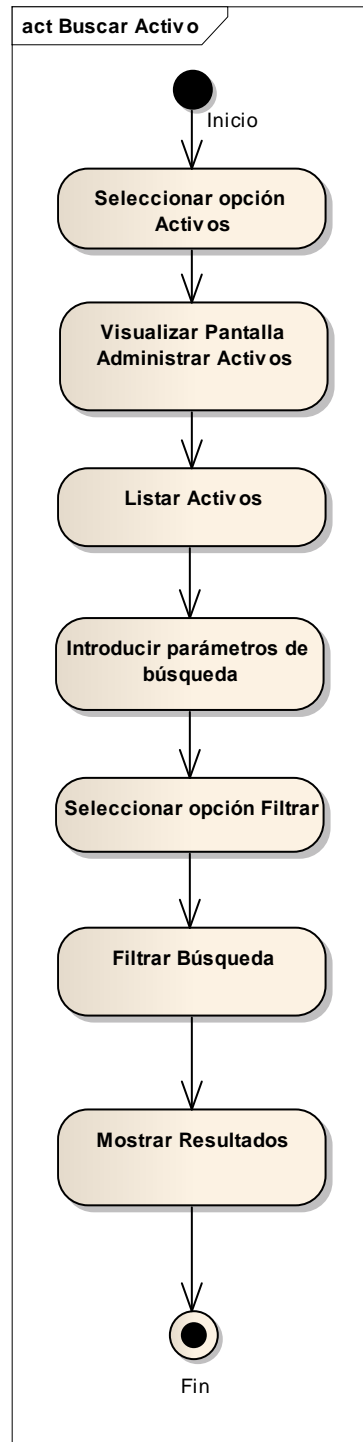 act Buscar Activo
Inicio
Seleccionar opción
Activos
Visualizar Pantalla
Administrar Activos
Listar Activos
Introducir parámetros de
búsqueda
Seleccionar opción Filtrar
Filtrar Búsqueda
Mostrar Resultados
Fin